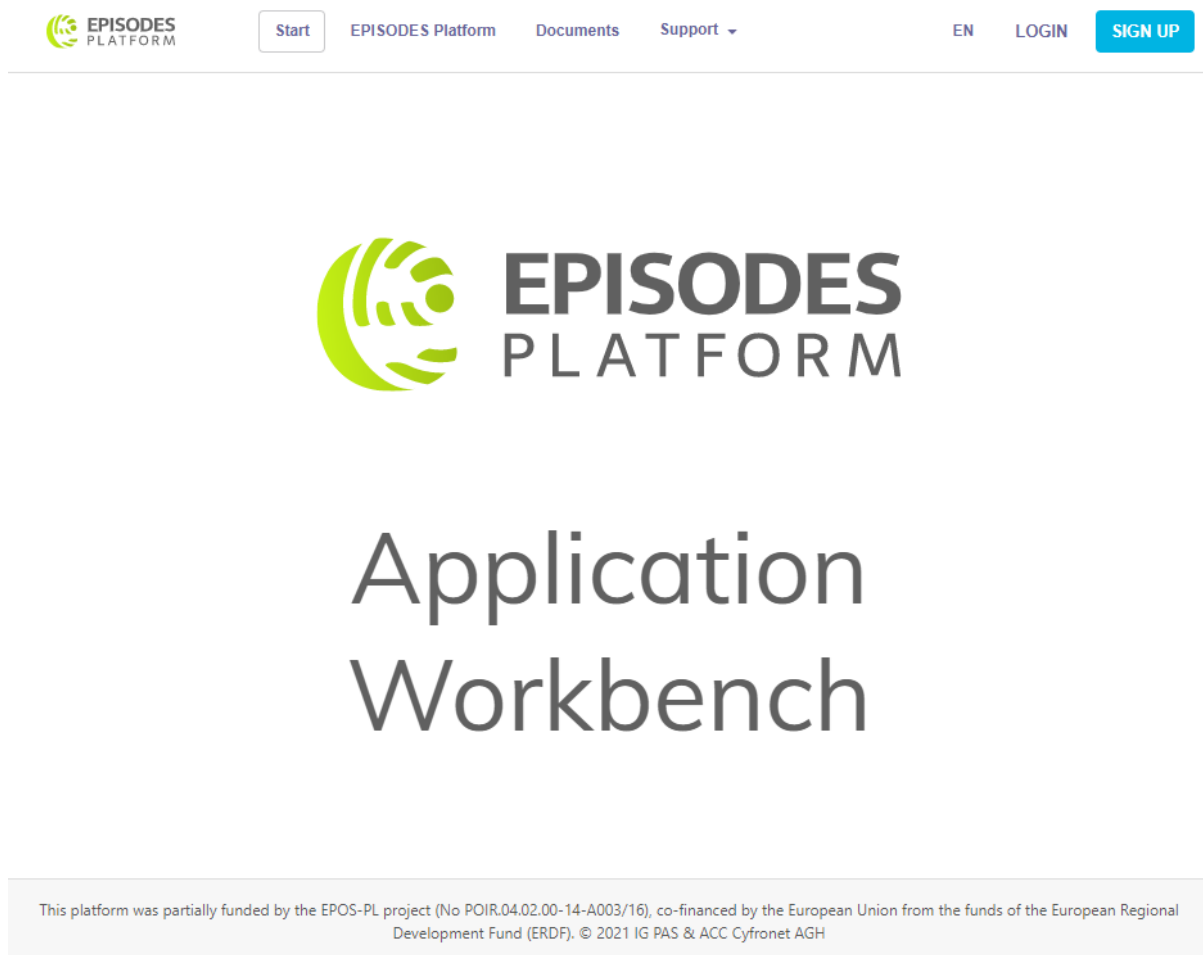 EPISODES
PLATFORM
Start EPISODES Platform Documents Support EN LOGIN SIGN UP
EPISODES
PLATFORM
Application
Workbench
This platform was partially funded by the EPOS-PL project (No POIR.04.02.00-14-A003/16), co-financed by the European Union from the funds of the European Regional
Development Fund (ERDF). © 2021 IG PAS & ACC Cyfronet AGH